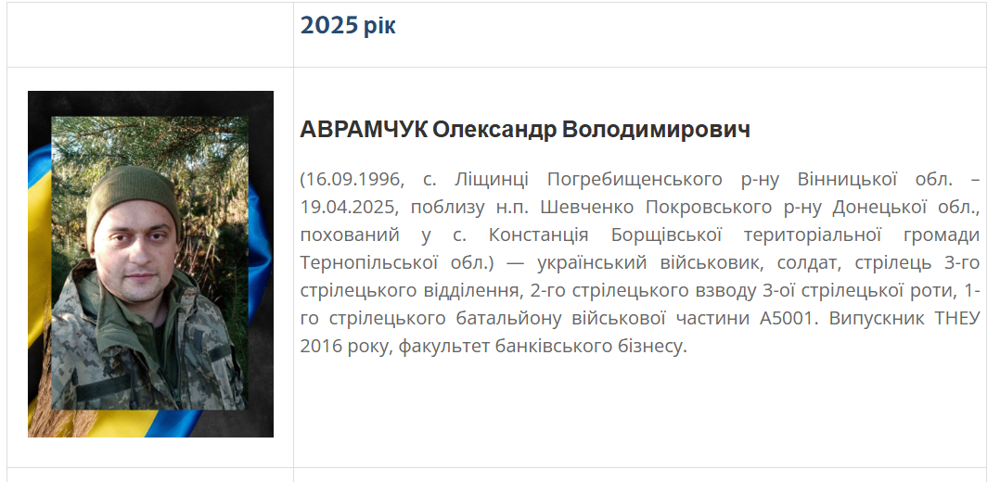 2025 рік
АВРАМЧУК Олександр Володимирович
(16.09.1996, с. Ліщинці Погребищенського р-ну Вінницької обл. –
19.04.2025, поблизу н.п. Шевченко Покровського р-ну Донецької обл.,
похований у с. Констанція Борщівської територіальної громади
Тернопільської обл.) — український військовик, солдат, стрілець 3-го
стрілецького відділення, 2-го стрілецького взводу 3-ої стрілецької роти, 1-
го стрілецького батальйону військової частини А5001. Випускник ТНЕУ
2016 року, факультет банківського бізнесу.